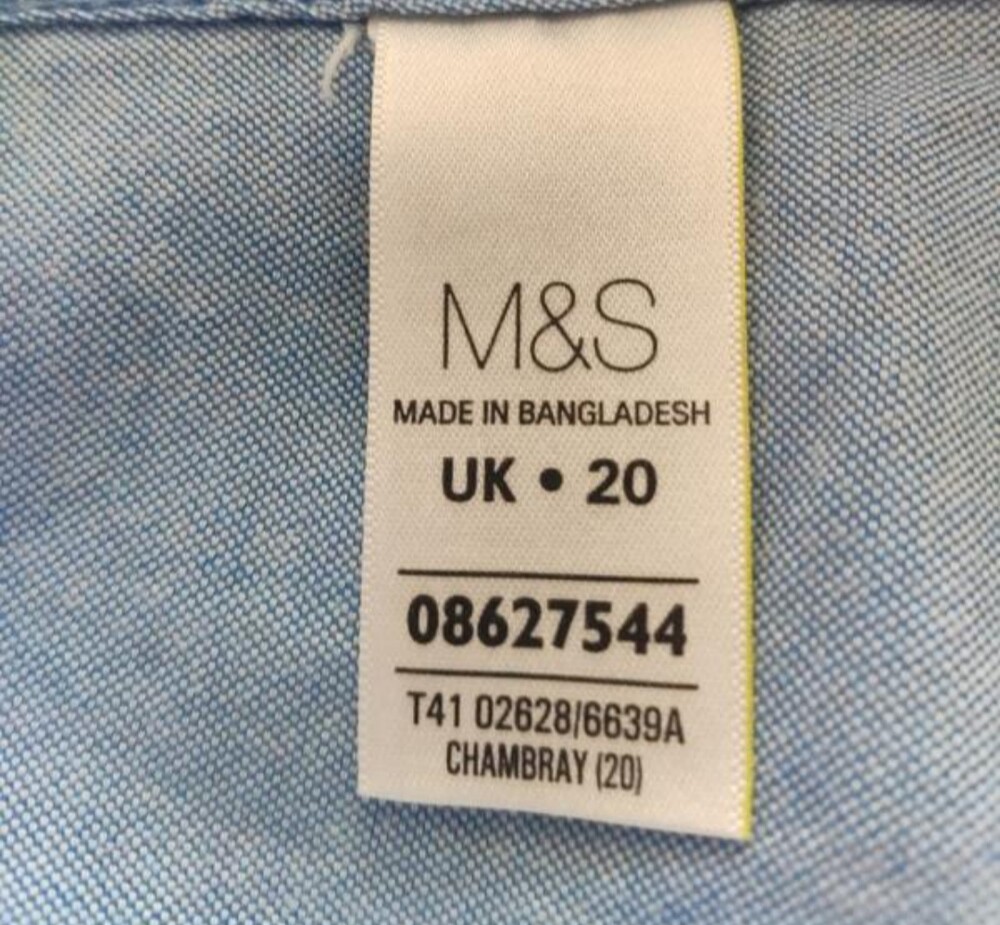 M&S
MADE IN BANGLADESH
UK • 20
08627544
T41 02628/6639A
CHAMBRAY (20)